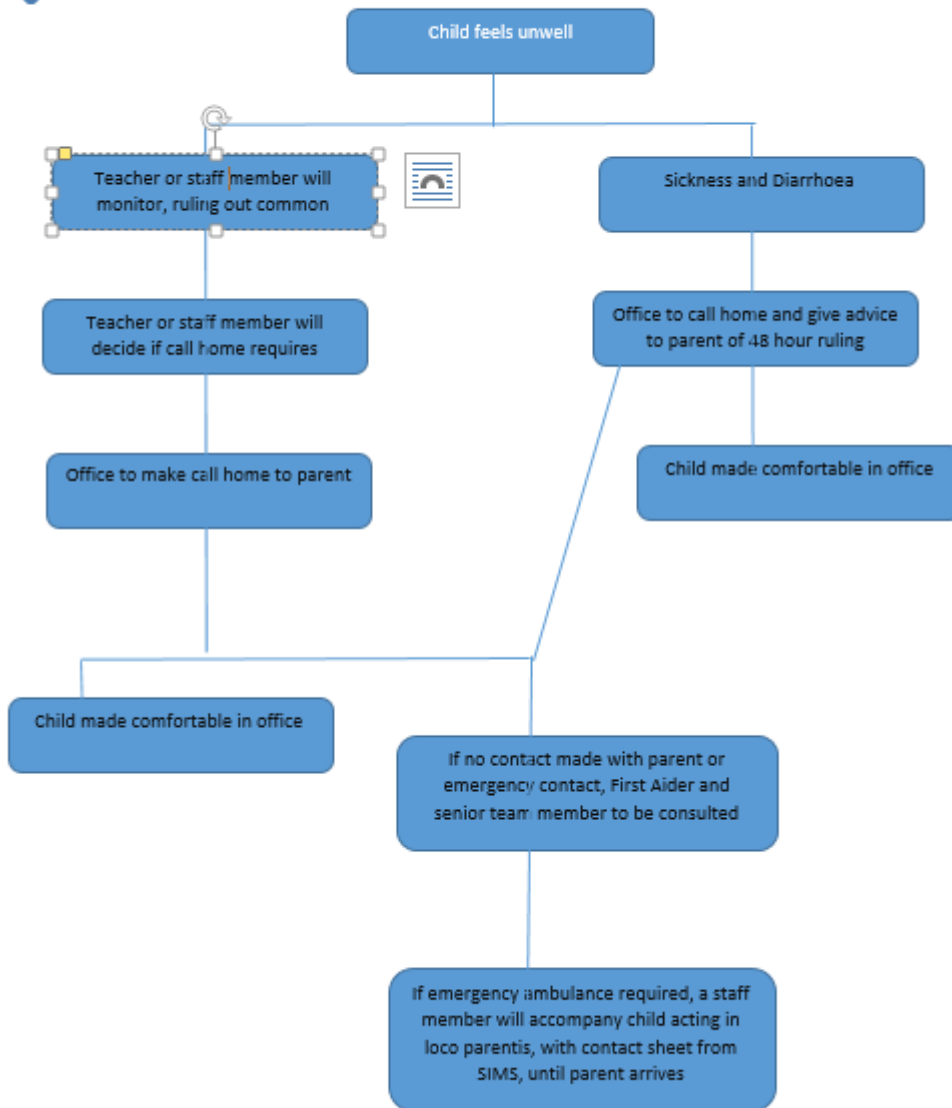 Child feels unwell
Teacher or staff member will
monitor, ruling out common
Sickness and Diarrhoea
Teacher or staff member will
decide if call home requires
Office to call home and give advice
to parent of 48 hour ruling
Office to make call home to parent
Child made comfortable in office
Child made comfortable in office
If no contact made with parent or
emergency contact, First Aider and
senior team member to be consulted
If emergency ambulance required, a staff
member will accompany child acting in
loco parentis, with contact sheet from
SIMS, until parent arrives